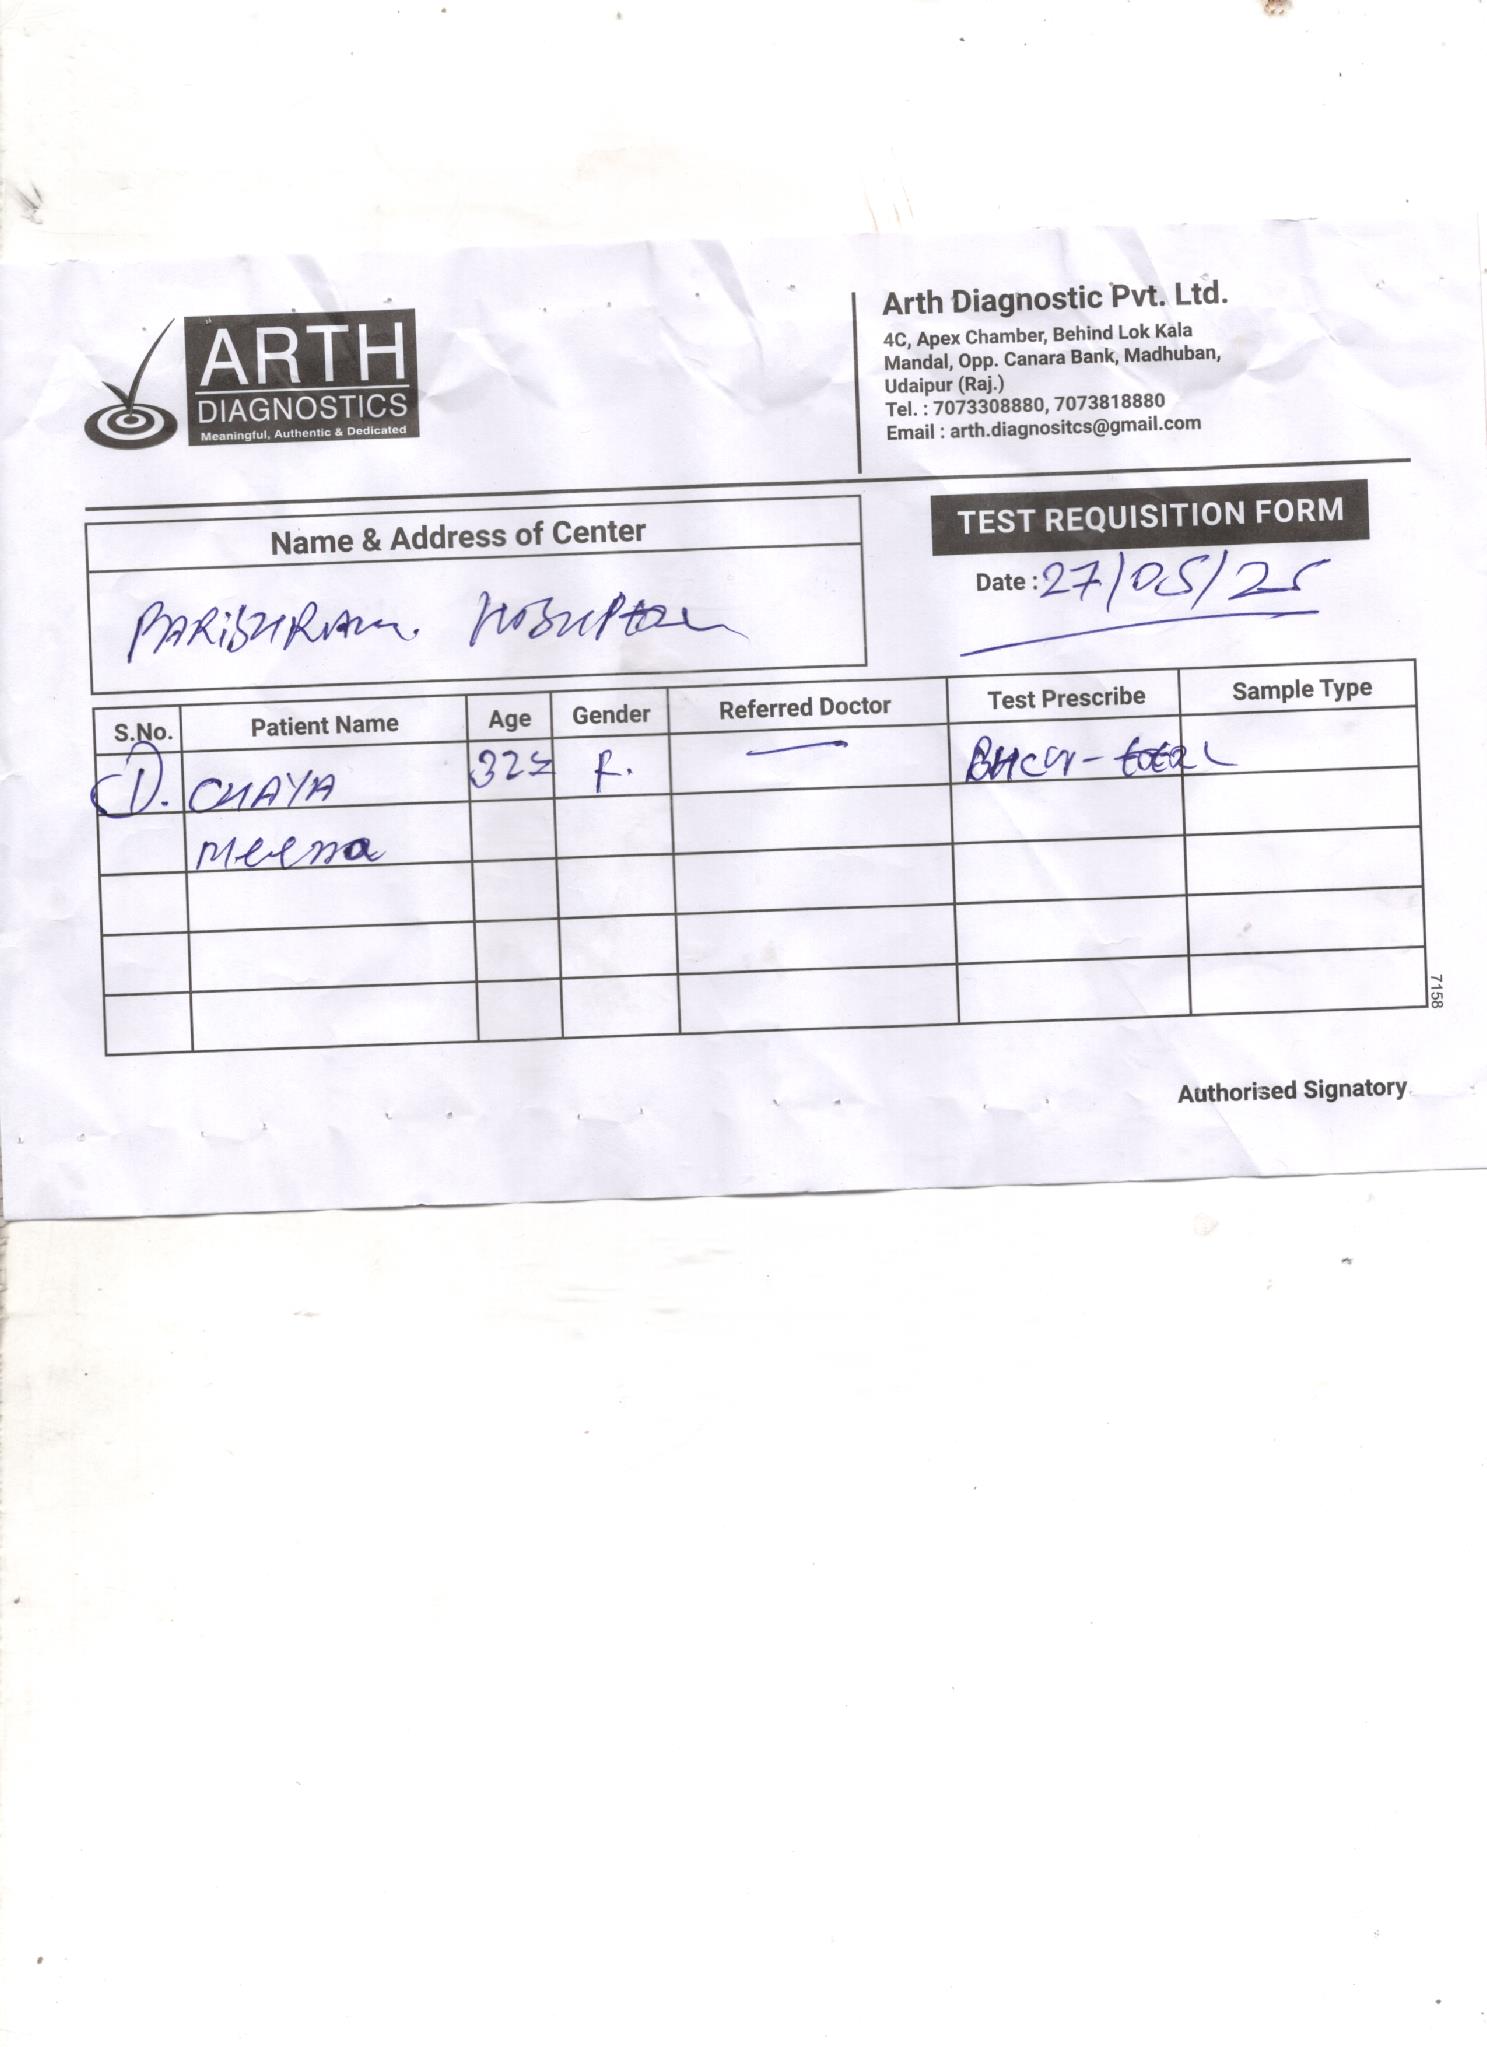 ARTH
DIAGNOSTICS
Meaningful, Authentic & Dedicated
Arth Diagnostic Pvt. Ltd.
4C, Apex Chamber, Behind Lok Kala
Mandal, Opp. Canara Bank, Madhuban,
Udaipur (Raj.)
Tel. : 7073308880, 7073818880
Email : arth.diagnositcs@gmail.com
Name & Address of Center
TEST REQUISITION FORM
Date : 27/05/25
S.No. Patient Name Age Gender Referred Doctor Test Prescribe Sample Type
1. CHAYA 32y F. — BHCG - total
Meena
7158
Authorised Signatory